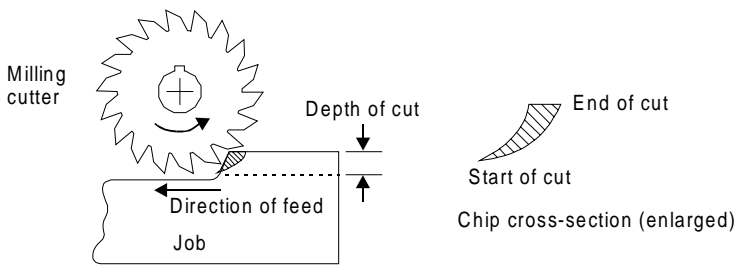 Milling
cutter
Depth of cut
End of cut
Start of cut
Direction of feed
Job
Chip cross-section (enlarged)